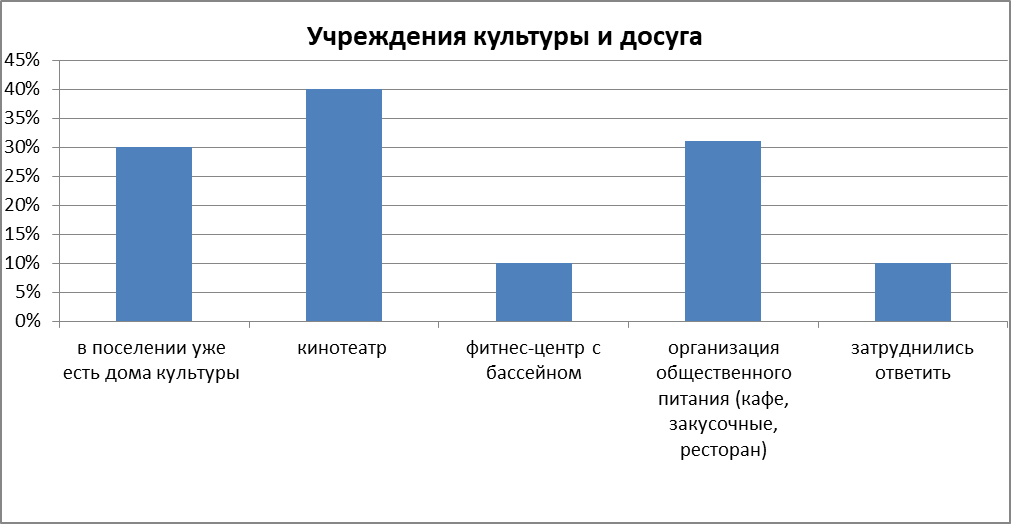 Учреждения культуры и досуга
45%
40%
35%
30%
25%
20%
15%
10%
5%
0%
в поселении уже
есть дома культуры
кинотеатр
фитнес-центр с
бассейном
организация
общественного
питания (кафе,
закусочные,
ресторан)
затруднились
ответить